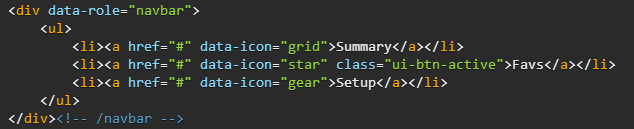 <div data-role="navbar">
    <ul>
        <li><a href="#" data-icon="grid">Summary</a></li>
        <li><a href="#" data-icon="star" class="ui-btn-active">Favs</a></li>
        <li><a href="#" data-icon="gear">Setup</a></li>
    </ul>
</div><!-- /navbar -->